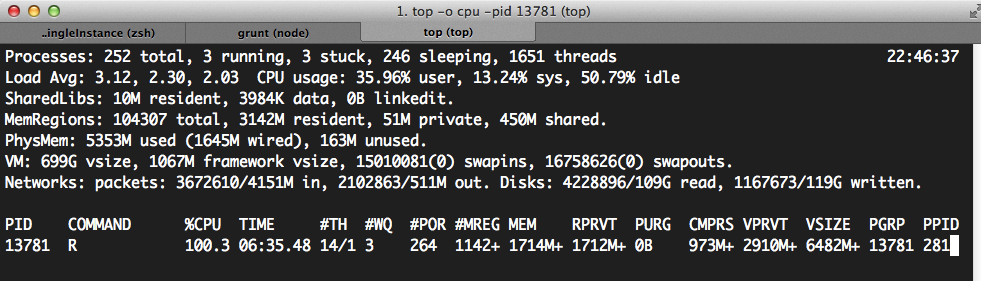 1. top -o cpu -pid 13781 (top)
..ingleInstance (zsh) grunt (node) top (top)
Processes: 252 total, 3 running, 3 stuck, 246 sleeping, 1651 threads 22:46:37
Load Avg: 3.12, 2.30, 2.03  CPU usage: 35.96% user, 13.24% sys, 50.79% idle
SharedLibs: 10M resident, 3984K data, 0B linkedit.
MemRegions: 104307 total, 3142M resident, 51M private, 450M shared.
PhysMem: 5353M used (1645M wired), 163M unused.
VM: 699G vsize, 1067M framework vsize, 15010081(0) swapins, 16758626(0) swapouts.
Networks: packets: 3672610/4151M in, 2102863/511M out. Disks: 4228896/109G read, 1167673/119G written.
PID COMMAND %CPU TIME #TH #WQ #POR #MREG MEM RPRVT PURG CMPRS VPRVT VSIZE PGRP PPID
13781 R 100.3 06:35.48 14/1 3 264 1142+ 1714M+ 1712M+ 0B 973M+ 2910M+ 6482M+ 13781 281